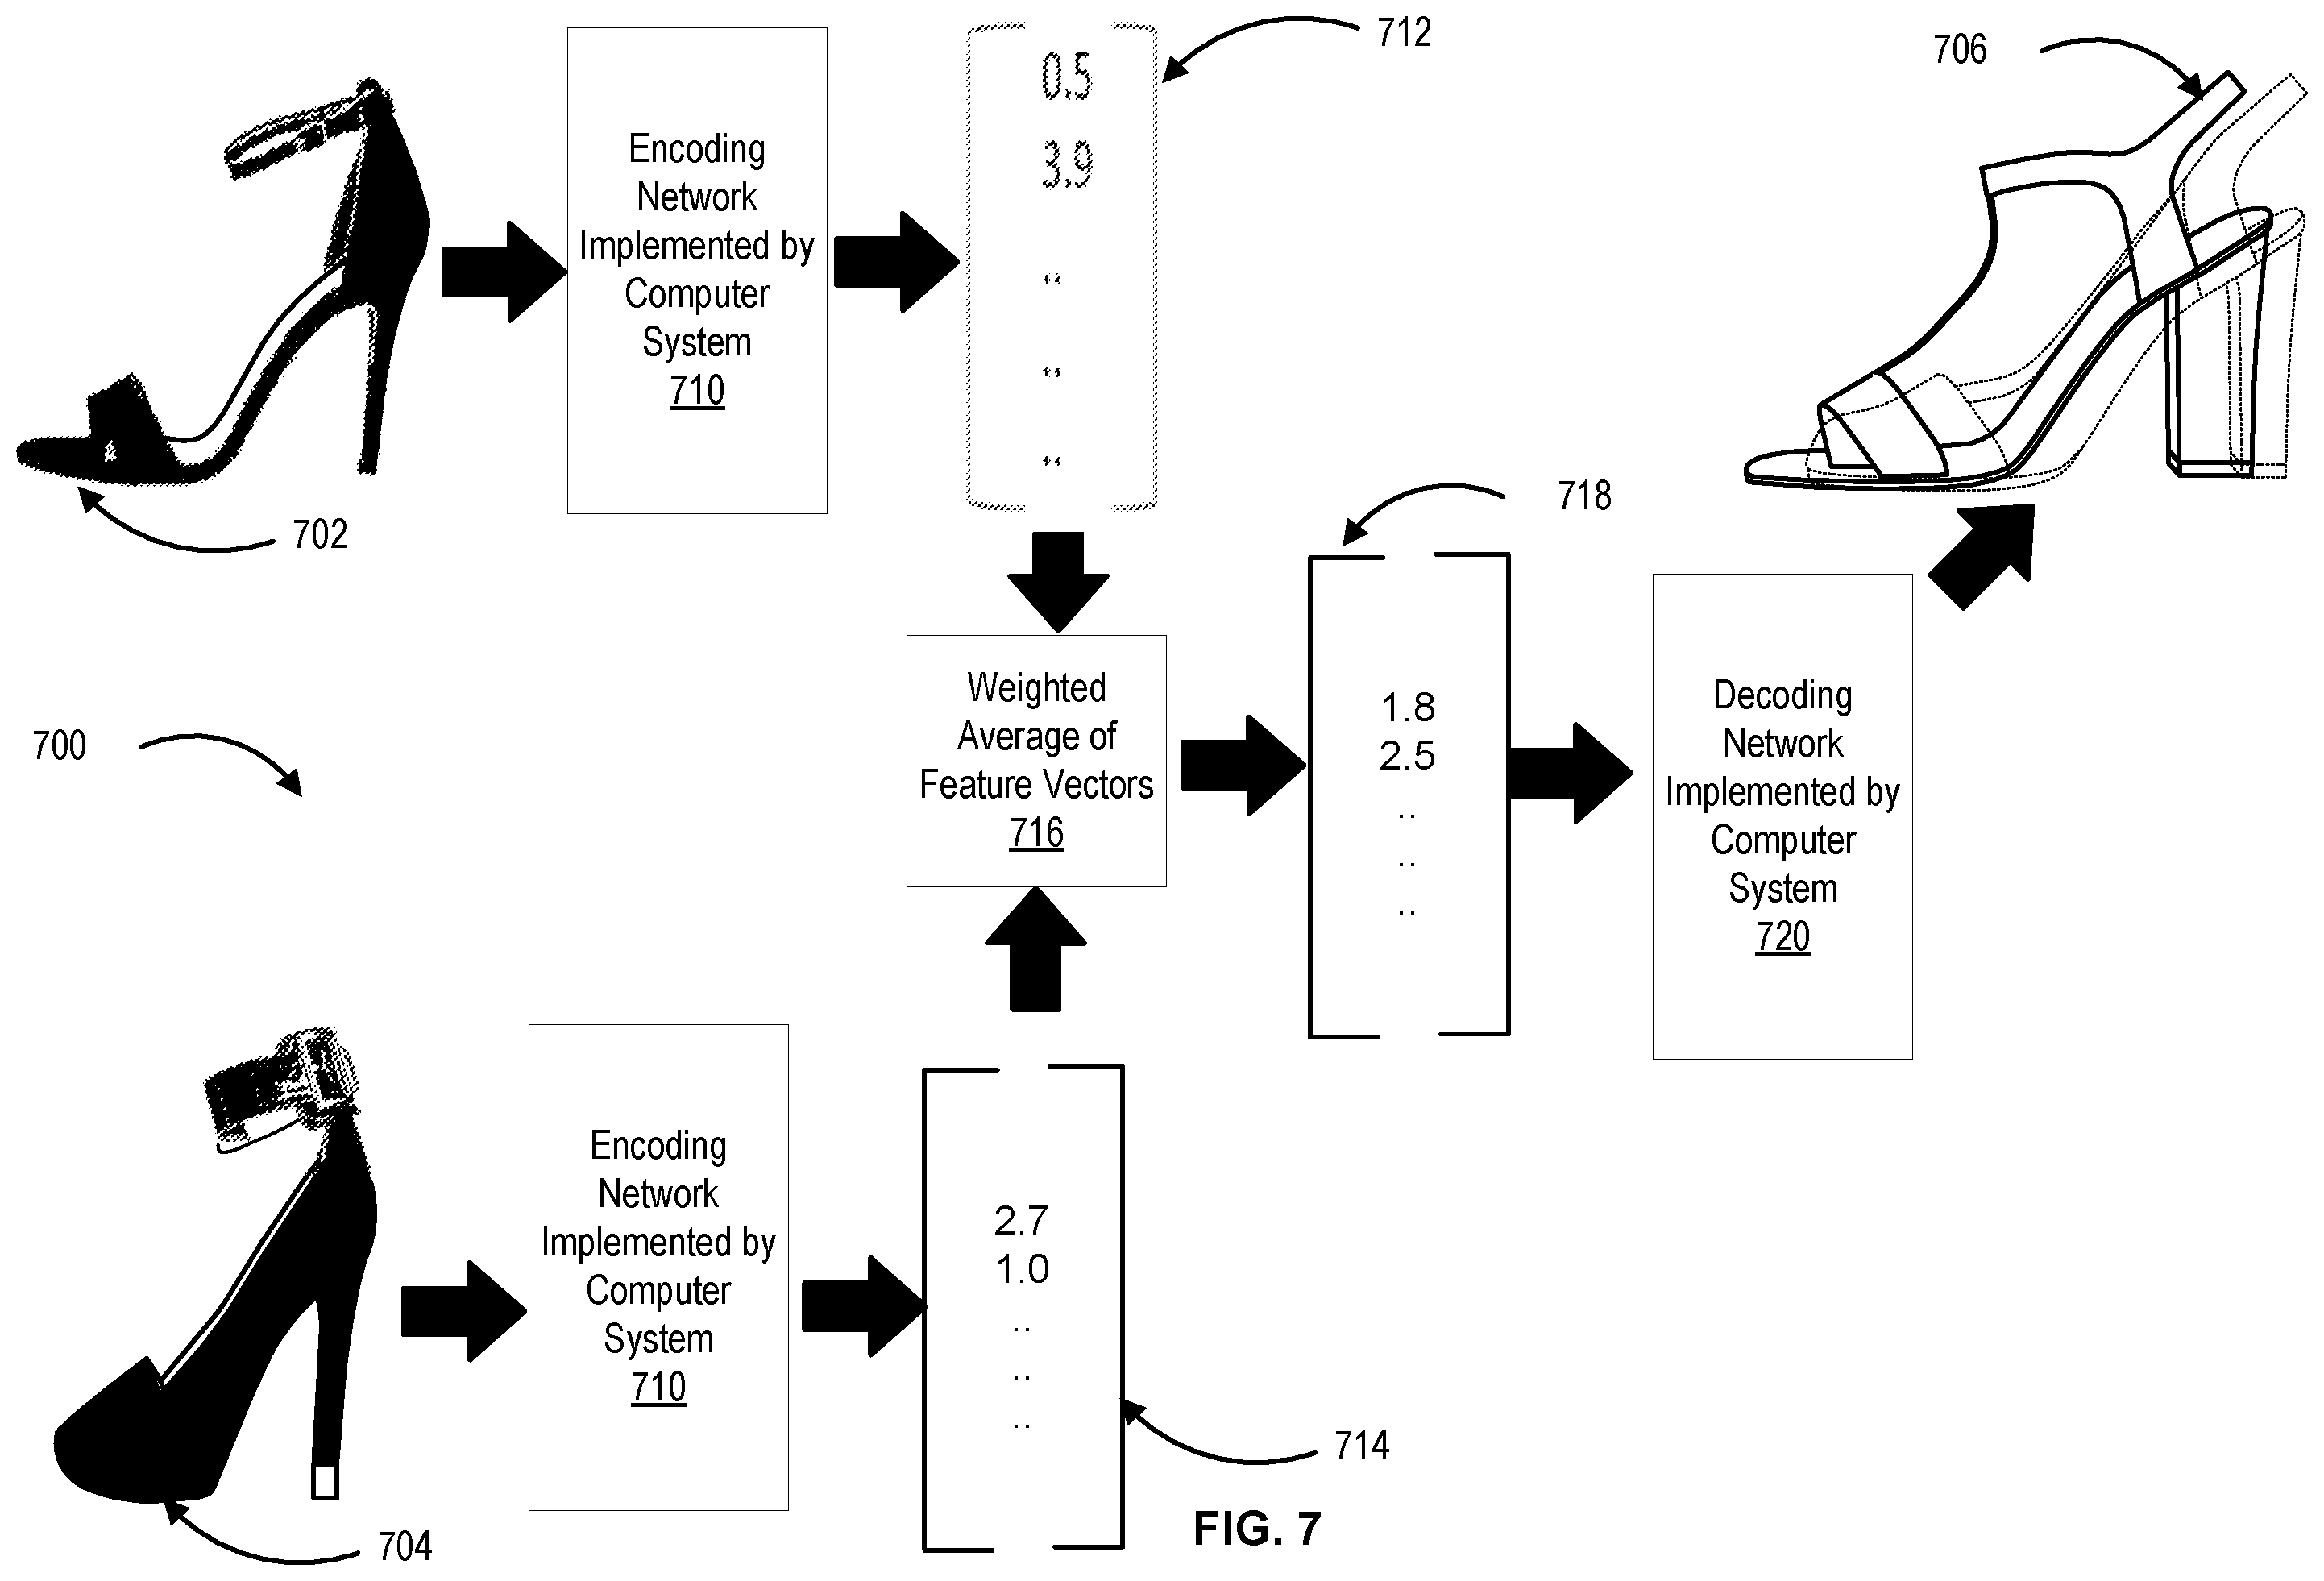 712
706
0.5
3.9
..
..
..
Encoding
Network
Implemented by
Computer
System
710
702
718
Weighted
Average of
Feature Vectors
716
1.8
2.5
..
..
..
Decoding
Network
Implemented by
Computer
System
720
700
Encoding
Network
Implemented by
Computer
System
710
2.7
1.0
..
..
..
714
704
FIG. 7